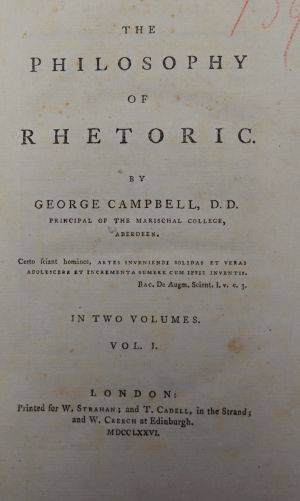 THE
PHILOSOPHY
OF
RHETORIC.
BY
GEORGE CAMPBELL, D.D.
PRINCIPAL OF THE MARISCHAL COLLEGE,
ABERDEEN.
Certo ſciant homines, ARTES INVENIENDI SOLIDAS ET VERAS
ADOLESCERE ET INCREMENTA SUMERE CUM IPSIS INVENTIS.
BAC. De Augm. Scient. l. v. c. 3.
IN TWO VOLUMES.
VOL. I.
LONDON:
Printed for W. STRAHAN; and T. CADELL, in the Strand;
and W. CREECH at Edinburgh.
MDCCLXXVI.